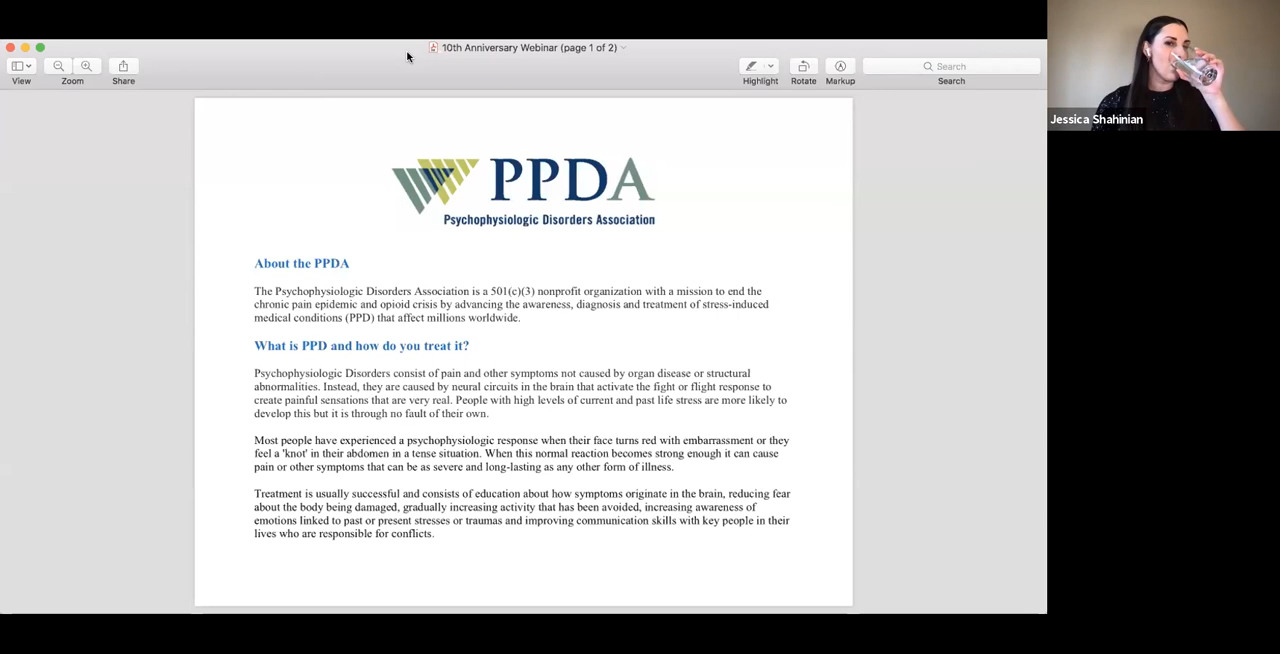 10th Anniversary Webinar (page 1 of 2)
View
Zoom
Share
Highlight
Rotate
Markup
Search
Search
Jessica Shahinian
PPDA
Psychophysiologic Disorders Association
About the PPDA
The Psychophysiologic Disorders Association is a 501(c)(3) nonprofit organization with a mission to end the
chronic pain epidemic and opioid crisis by advancing the awareness, diagnosis and treatment of stress-induced
medical conditions (PPD) that affect millions worldwide.
What is PPD and how do you treat it?
Psychophysiologic Disorders consist of pain and other symptoms not caused by organ disease or structural
abnormalities. Instead, they are caused by neural circuits in the brain that activate the fight or flight response to
create painful sensations that are very real. People with high levels of current and past life stress are more likely to
develop this but it is through no fault of their own.
Most people have experienced a psychophysiologic response when their face turns red with embarrassment or they
feel a 'knot' in their abdomen in a tense situation. When this normal reaction becomes strong enough it can cause
pain or other symptoms that can be as severe and long-lasting as any other form of illness.
Treatment is usually successful and consists of education about how symptoms originate in the brain, reducing fear
about the body being damaged, gradually increasing activity that has been avoided, increasing awareness of
emotions linked to past or present stresses or traumas and improving communication skills with key people in their
lives who are responsible for conflicts.